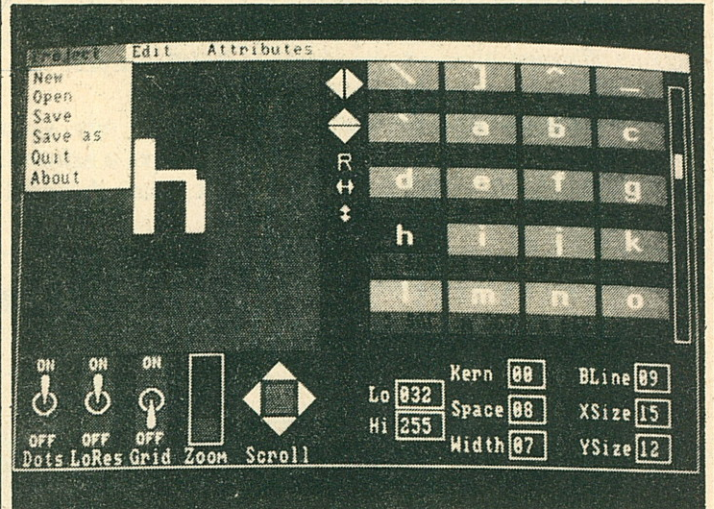 Project Edit Attributes
New
Open
Save
Save as
Quit
About
h
R
\ ] ^ _
` a b c
d e f g
h i j k
l m n o
ON ON ON
OFF OFF OFF
Dots LoRes Grid Zoom Scroll
Lo 032
Hi 255
Kern 00
Space 08
Width 07
BLine 09
XSize 15
YSize 12